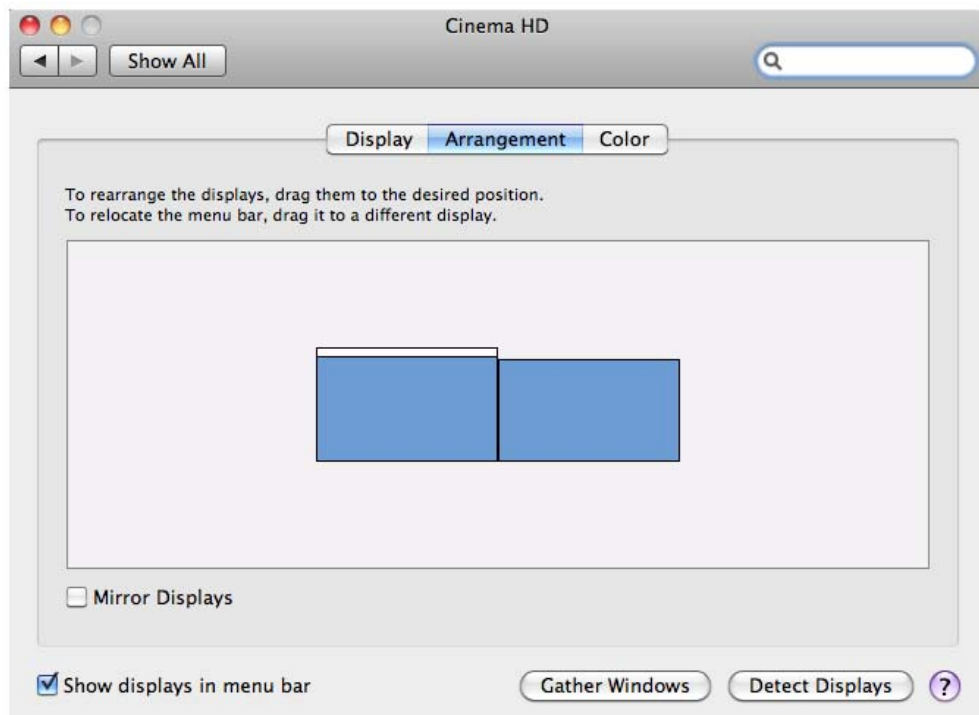 Cinema HD
Show All
Display Arrangement Color
To rearrange the displays, drag them to the desired position.
To relocate the menu bar, drag it to a different display.
Mirror Displays
Show displays in menu bar Gather Windows Detect Displays ?